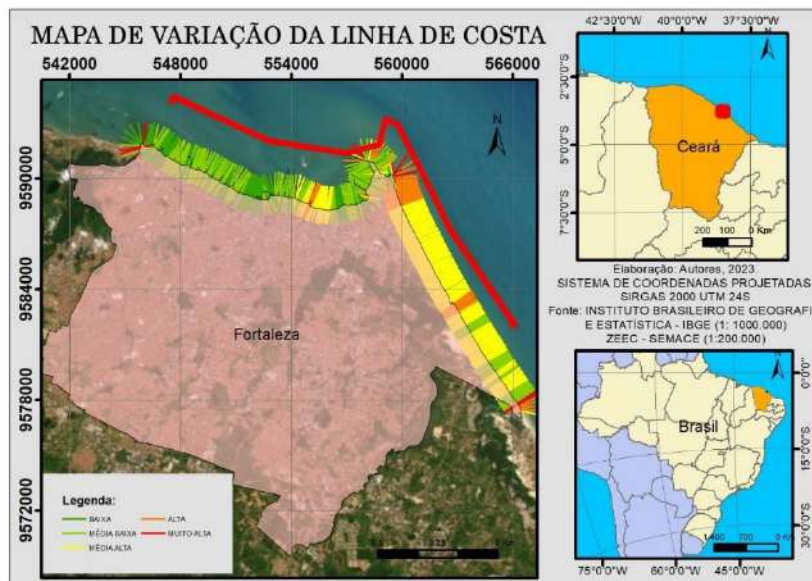 MAPA DE VARIAÇÃO DA LINHA DE COSTA
542000 548000 554000 560000 566000
9590000
9584000
9578000
9572000
N
Fortaleza
Legenda:
BAIXA
MÉDIA BAIXA
MÉDIA ALTA
ALTA
MUITO ALTA
42°30'0"W 40°0'0"W 37°30'0"W
2°30'0"S
5°0'0"S
7°30'0"S
N
Ceará
200 100 0 Km
Elaboração: Autores, 2023
SISTEMA DE COORDENADAS PROJETADAS
SIRGAS 2000 UTM 24S
Fonte: INSTITUTO BRASILEIRO DE GEOGRAFI
E ESTATÍSTICA - IBGE (1: 1000.000)
ZEEC - SEMACE (1:200.000)
N
0°0'0"
15°0'0"S
30°0'0"S
Brasil
1.400 700 0 K
75°0'0"W 60°0'0"W 45°0'0"W